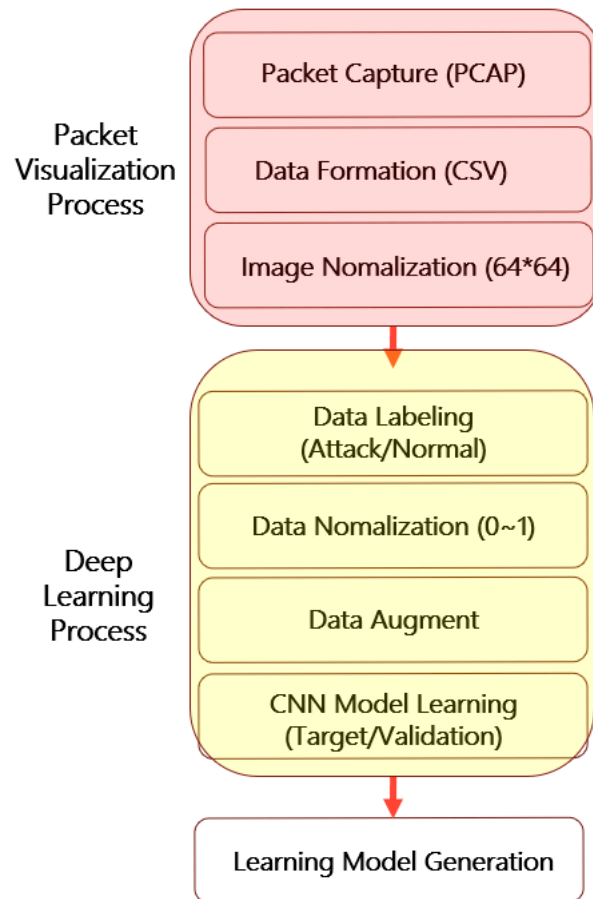 Packet Capture (PCAP)
Packet
Visualization
Process
Data Formation (CSV)
Image Nomalization (64*64)
Data Labeling
(Attack/Normal)
Data Nomalization (0~1)
Deep
Learning
Process
Data Augment
CNN Model Learning
(Target/Validation)
Learning Model Generation